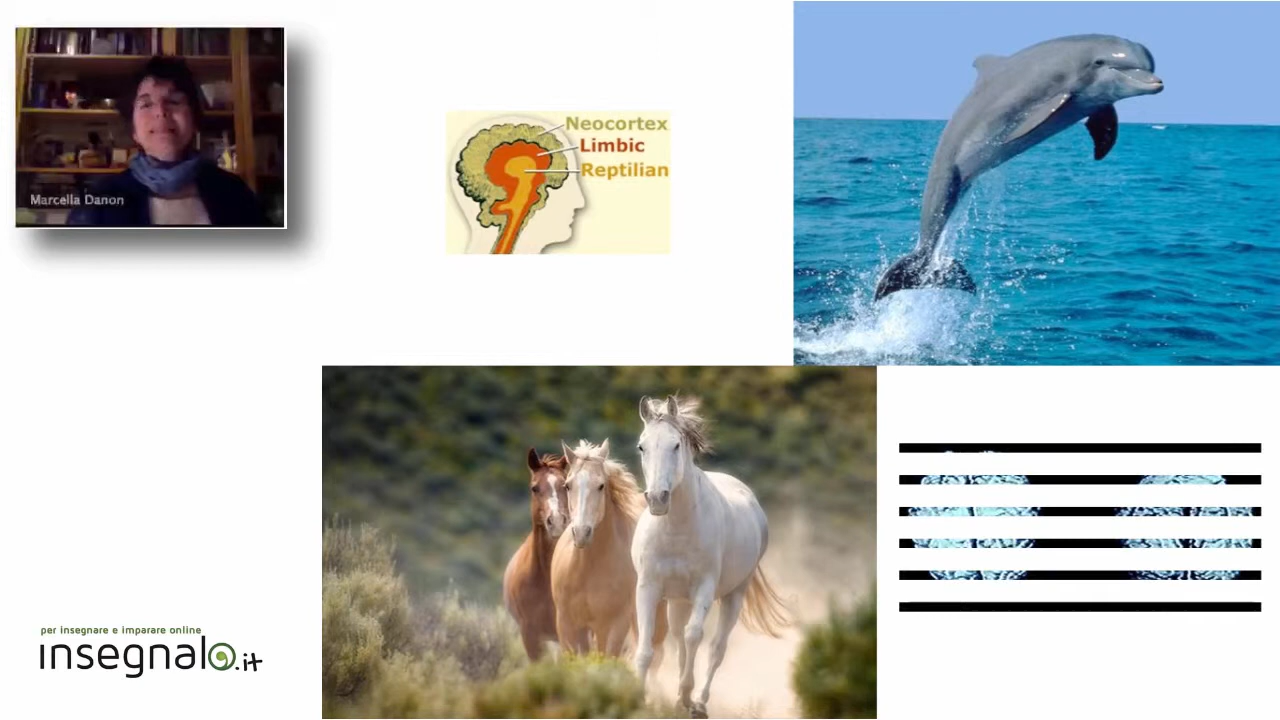 Marcella Danon
Neocortex
Limbic
Reptilian
per insegnare e imparare online
insegnalo.it